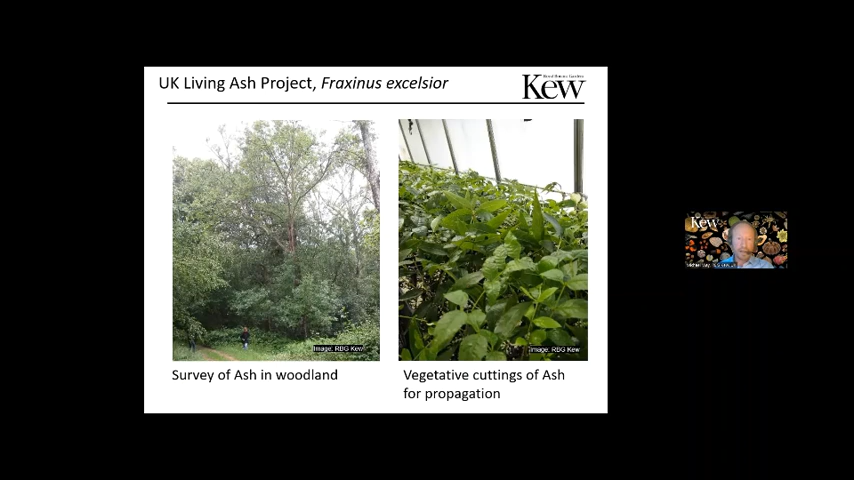 UK Living Ash Project, Fraxinus excelsior
Kew
Image: RBG Kew
Image: RBG Kew
Survey of Ash in woodland
Vegetative cuttings of Ash
for propagation
Kew